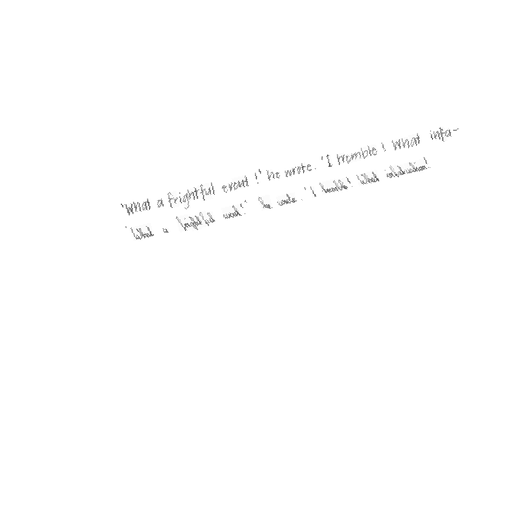 "What a frightful event!" he wrote. "I tremble! What infa-
"What a frightful event!" he wrote. "I tremble! What infatuation!